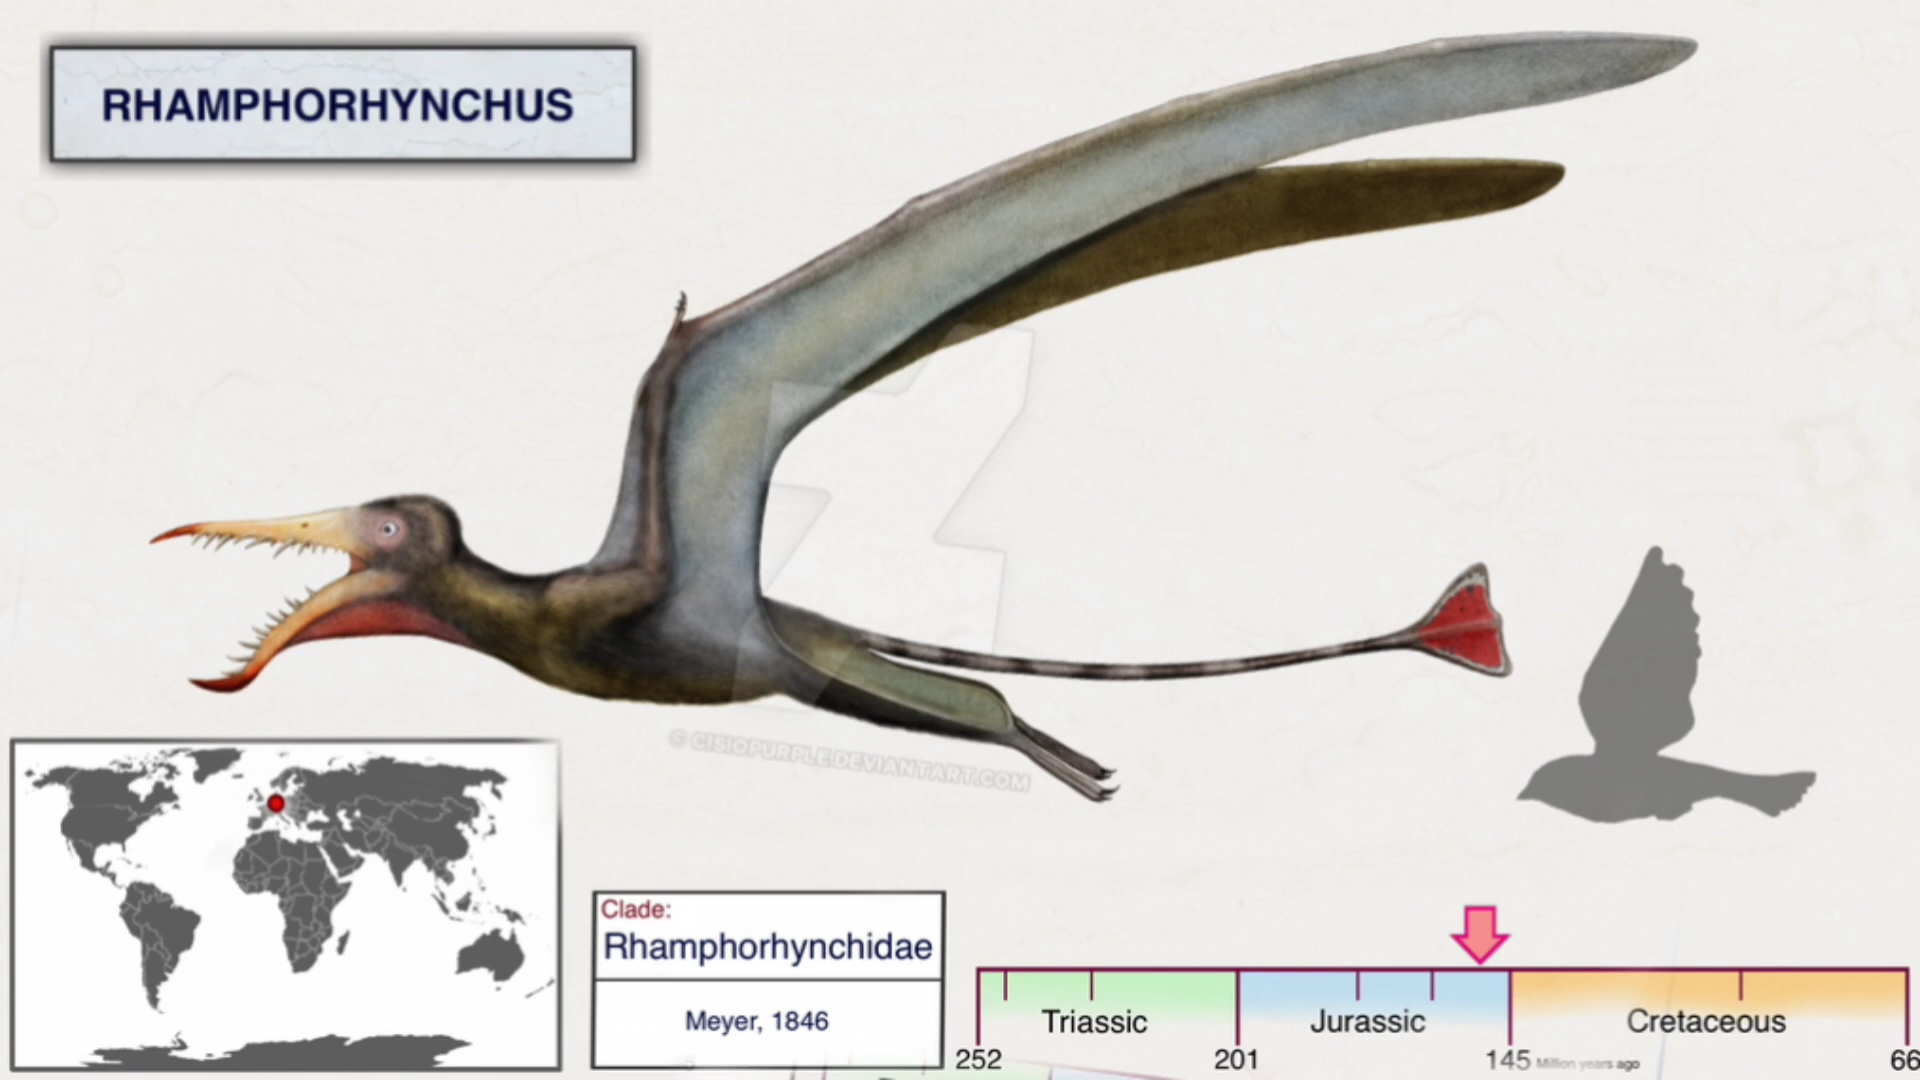 RHAMPHORHYNCHUS
© CISIOPURPLE.DEVIANTART.COM
Clade:
Rhamphorhynchidae
Meyer, 1846
Triassic
Jurassic
Cretaceous
252
201
145
Million years ago
66